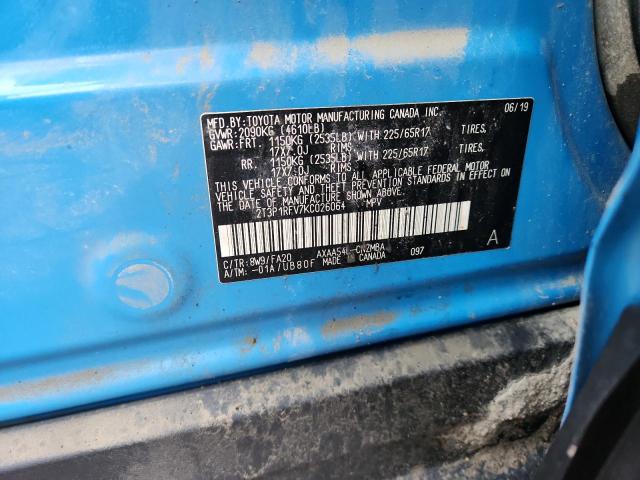 MFD.BY:TOYOTA MOTOR MANUFACTURING CANADA INC. 06/19
GVWR:2090KG (4610LB)
GAWR:FRT. 1150KG (2535LB) WITH 225/65R17 TIRES,
17X7.0J RIMS
RR. 1150KG (2535LB) WITH 225/65R17 TIRES,
17X7.0J RIMS
THIS VEHICLE CONFORMS TO ALL APPLICABLE FEDERAL MOTOR
VEHICLE SAFETY, AND THEFT PREVENTION STANDARDS IN EFFECT ON
THE DATE OF MANUFACTURE SHOWN ABOVE.
2T3P1RFV7KC026064 MPV
A
C/TR: 8W9/FA20 097
A/TM: -01A/UB80F MADE IN CANADA